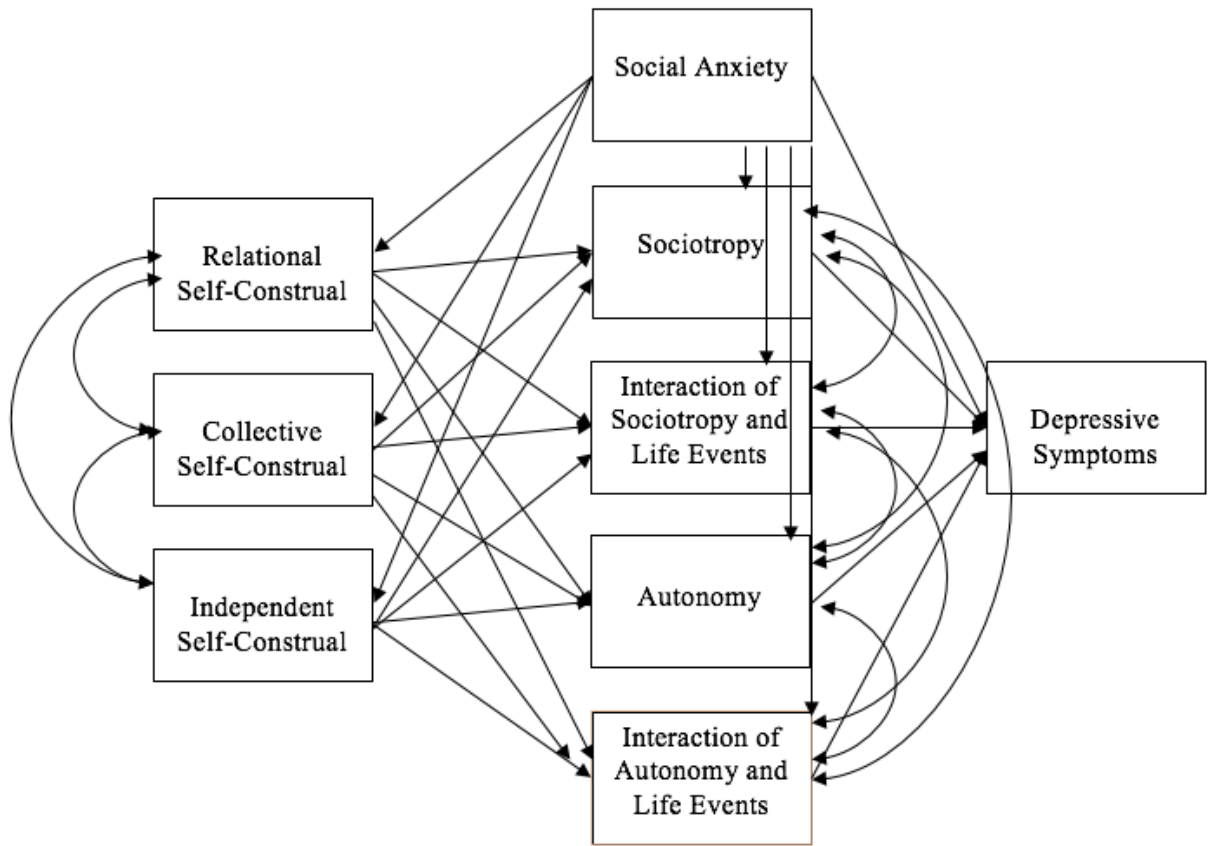 Social Anxiety
Relational
Self-Construal
Sociotropy
Collective
Self-Construal
Interaction of
Sociotropy and
Life Events
Depressive
Symptoms
Independent
Self-Construal
Autonomy
Interaction of
Autonomy and
Life Events